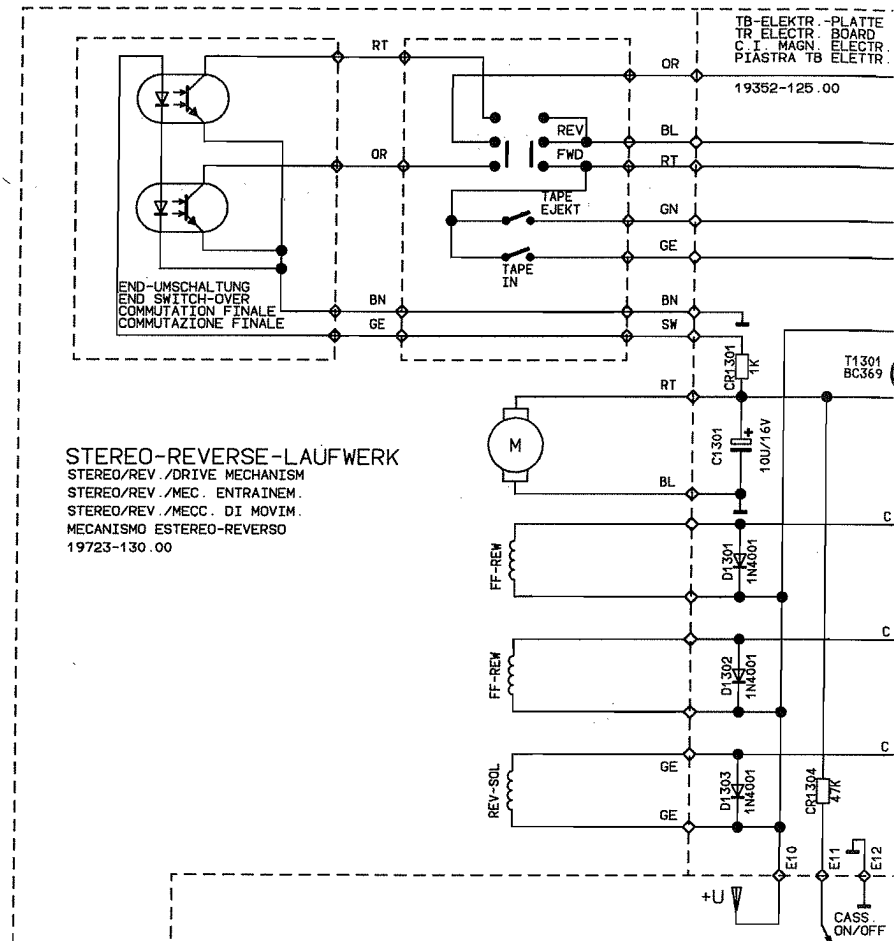 TB-ELEKTR.-PLATTE
TR ELECTR. BOARD
C.I. MAGN. ELECTR.
PIASTRA TB ELETTR.
19352-125.00
RT
OR
REV
BL
FWD
OR
RT
TAPE
EJEKT
GN
GE
TAPE
IN
END-UMSCHALTUNG
END SWITCH-OVER
COMMUTATION FINALE
COMMUTAZIONE FINALE
BN
BN
GE
SW
CR1301
1K
T1301
BC369
RT
M
C1301
+
10U/16V
BL
STEREO-REVERSE-LAUFWERK
STEREO/REV./DRIVE MECHANISM
STEREO/REV./MEC. ENTRAINEM.
STEREO/REV./MECC. DI MOVIM.
MECANISMO ESTEREO-REVERSO
19723-130.00
C
FF-REW
D1301
1N4001
C
FF-REW
D1302
1N4001
C
GE
REV-SOL
D1303
1N4001
CR1304
47K
GE
E10
E11
E12
+U
CASS.
ON/OFF